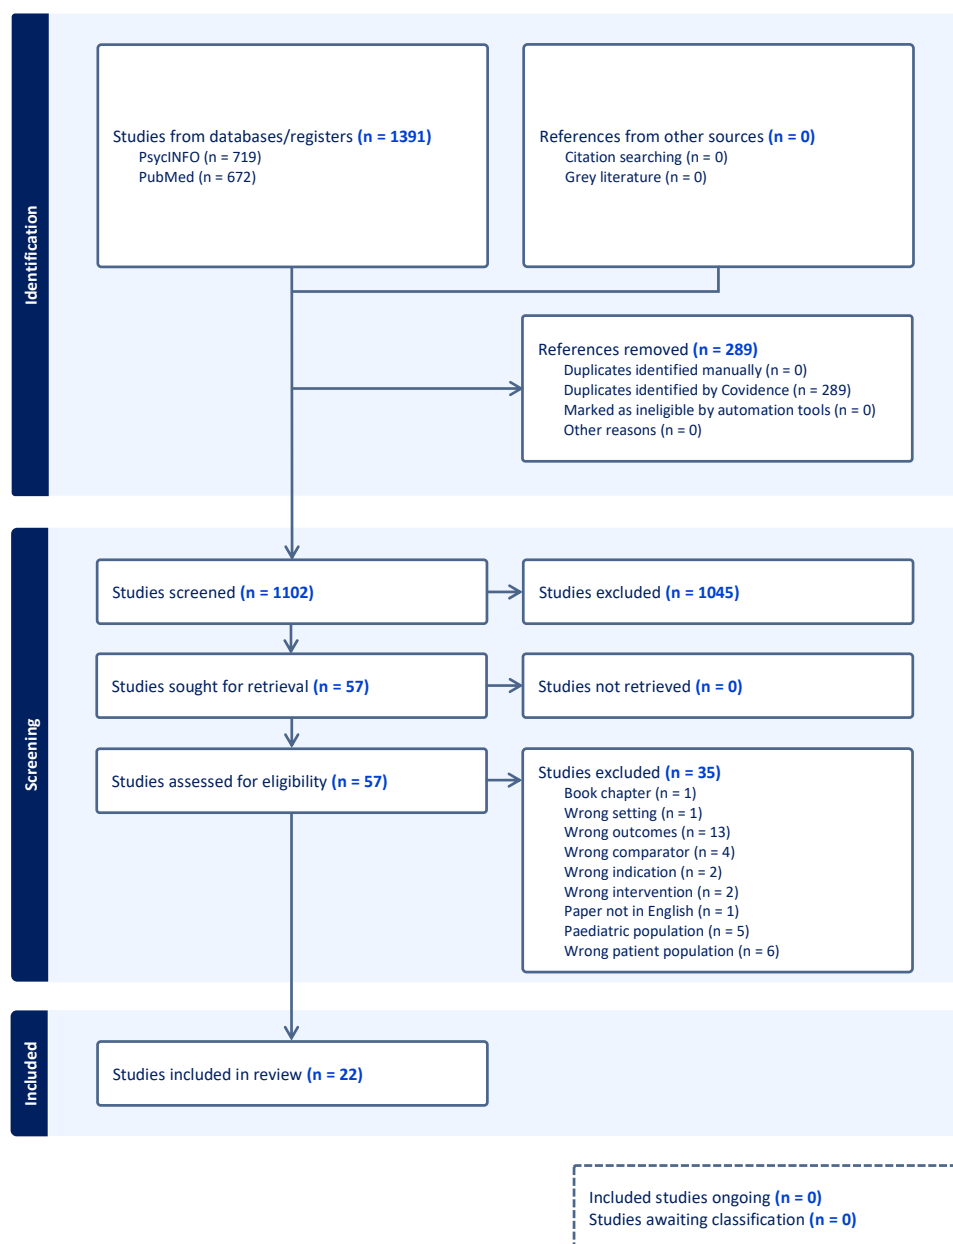 Identification
Studies from databases/registers (n = 1391)
PsycINFO (n = 719)
PubMed (n = 672)
References from other sources (n = 0)
Citation searching (n = 0)
Grey literature (n = 0)
References removed (n = 289)
Duplicates identified manually (n = 0)
Duplicates identified by Covidence (n = 289)
Marked as ineligible by automation tools (n = 0)
Other reasons (n = 0)
Screening
Studies screened (n = 1102)
Studies excluded (n = 1045)
Studies sought for retrieval (n = 57)
Studies not retrieved (n = 0)
Studies assessed for eligibility (n = 57)
Studies excluded (n = 35)
Book chapter (n = 1)
Wrong setting (n = 1)
Wrong outcomes (n = 13)
Wrong comparator (n = 4)
Wrong indication (n = 2)
Wrong intervention (n = 2)
Paper not in English (n = 1)
Paediatric population (n = 5)
Wrong patient population (n = 6)
Included
Studies included in review (n = 22)
Included studies ongoing (n = 0)
Studies awaiting classification (n = 0)